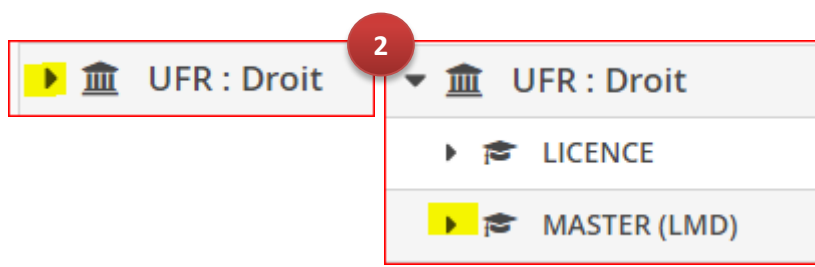 2
UFR : Droit
UFR : Droit
LICENCE
MASTER (LMD)